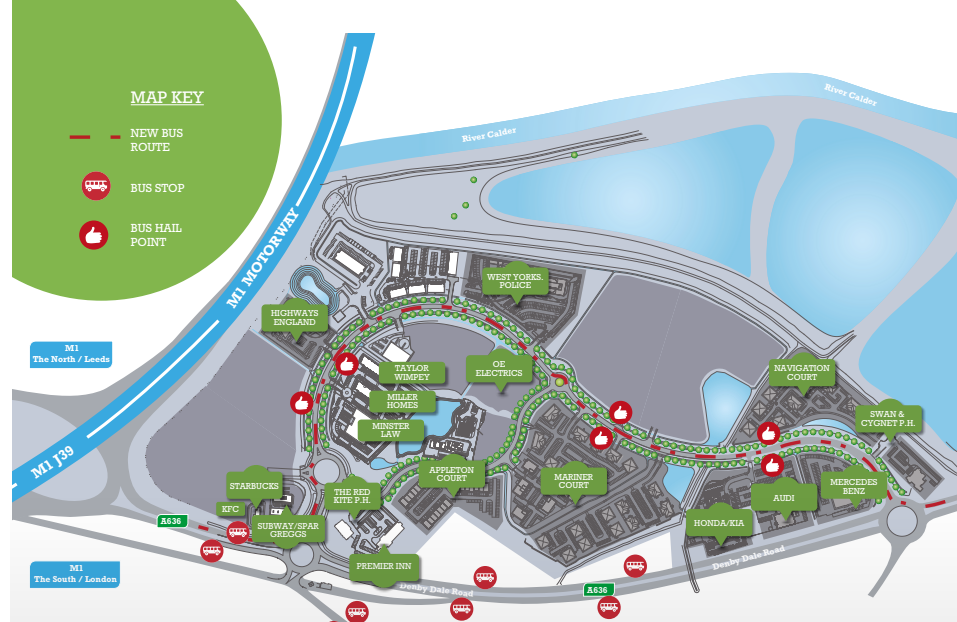 MAP KEY
NEW BUS
ROUTE
BUS STOP
BUS HAIL
POINT
River Calder
River Calder
M1 MOTORWAY
M1 J39
M1
The North / Leeds
M1
The South / London
WEST YORKS.
POLICE
HIGHWAYS
ENGLAND
TAYLOR
WIMPEY
OE
ELECTRICS
MILLER
HOMES
MINSTER
LAW
NAVIGATION
COURT
SWAN &
CYGNET P.H.
STARBUCKS
KFC
SUBWAY/SPAR
GREGGS
THE RED
KITE P.H.
APPLETON
COURT
MARINER
COURT
MERCEDES
BENZ
AUDI
HONDA/KIA
PREMIER INN
A636
A636
Denby Dale Road
Denby Dale Road